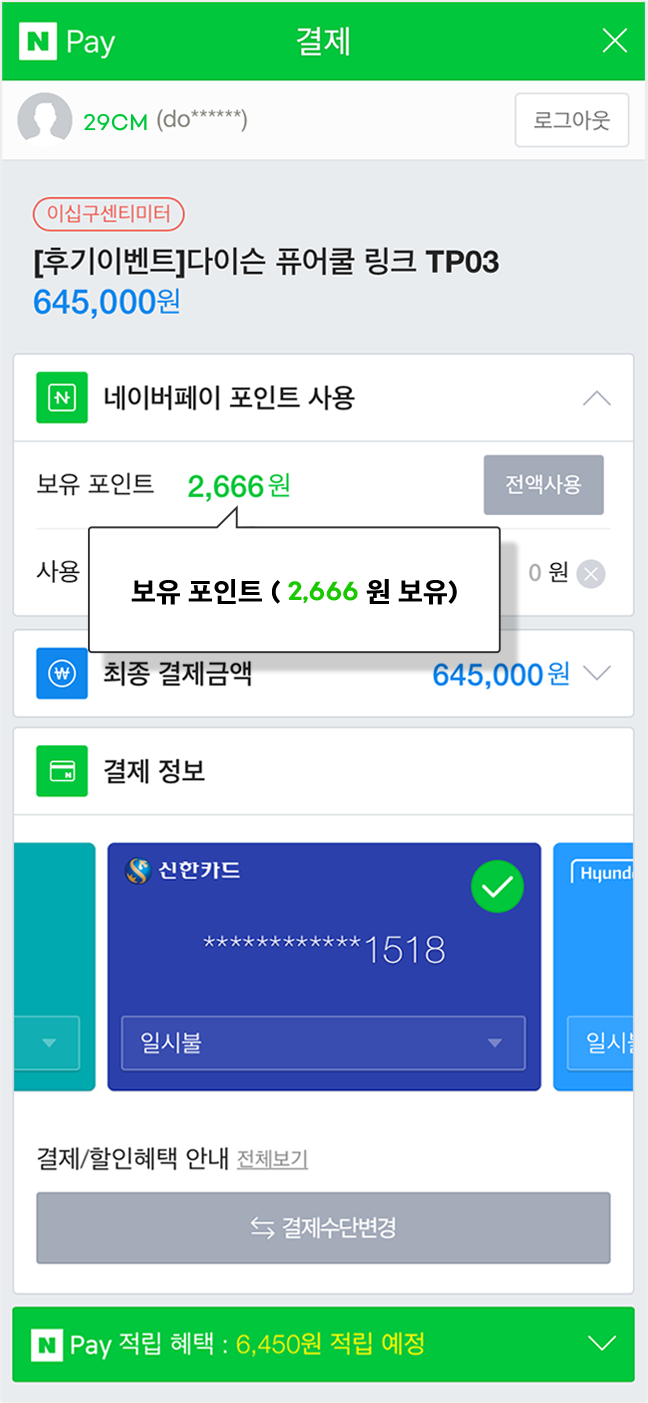 N Pay 결제
29CM (do******) 로그아웃
이십구센티미터
[후기이벤트]다이슨 퓨어쿨 링크 TP03
645,000원
네이버페이 포인트 사용
보유 포인트 2,666원 전액사용
사용 0 원
보유 포인트 ( 2,666 원 보유)
최종 결제금액 645,000원
결제 정보
신한카드 Hyund
************1518
일시불 일시불
결제/할인혜택 안내 전체보기
결제수단변경
N Pay 적립 혜택 : 6,450원 적립 예정